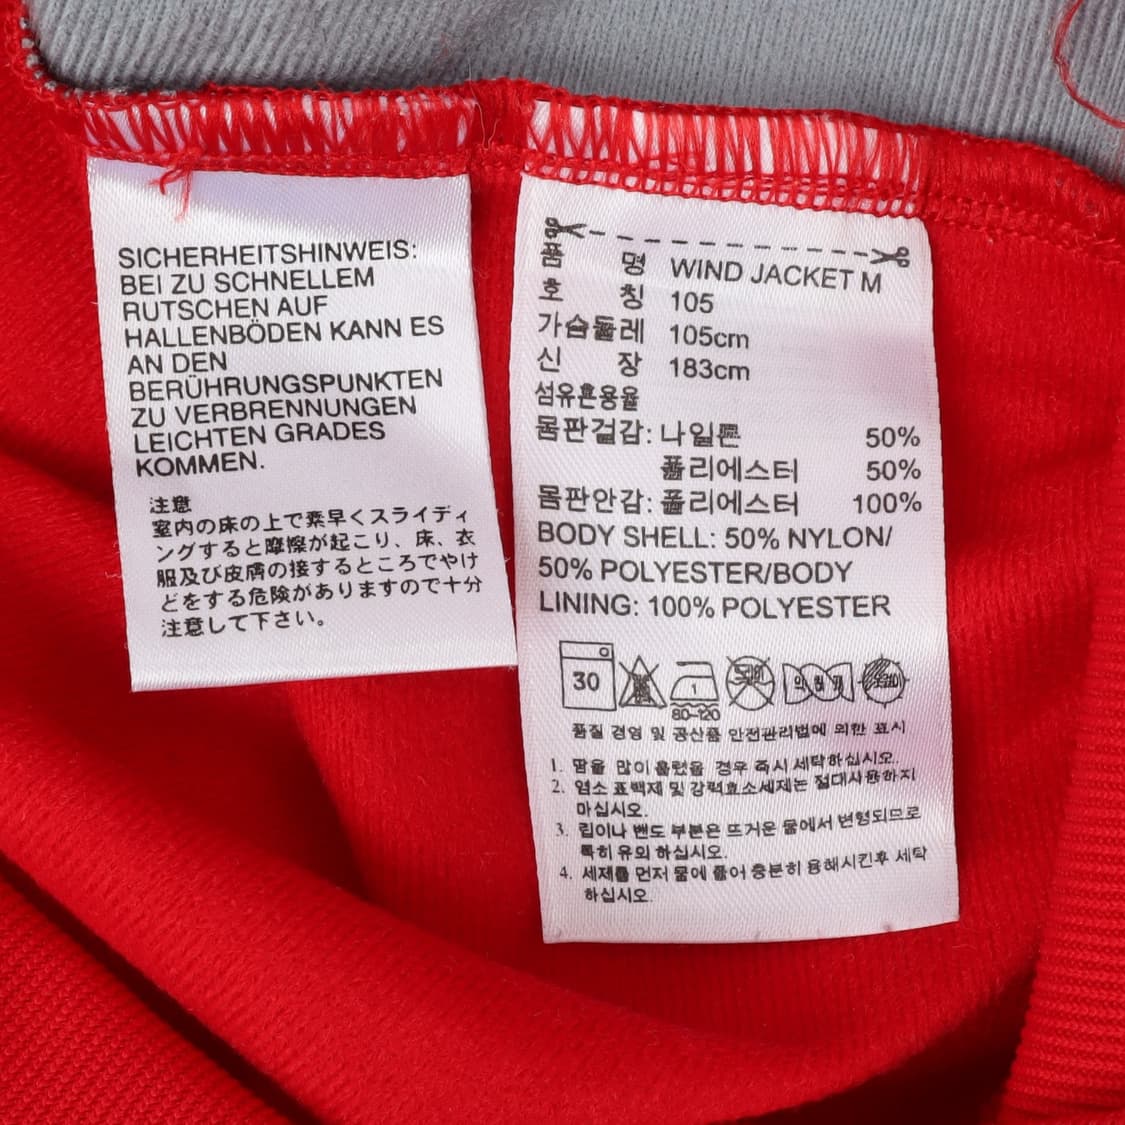 SICHERHEITSHINWEIS:
BEI ZU SCHNELLEM
RUTSCHEN AUF
HALLENBÖDEN KANN ES
AN DEN
BERÜHRUNGSPUNKTEN
ZU VERBRENNUNGEN
LEICHTEN GRADES
KOMMEN.
注意
室内の床の上で素早くスライディ
ングすると摩擦が起こり、床、衣
服及び皮膚の接するところでやけ
どをする危険がありますので十分
注意して下さい。
품 명 WIND JACKET M
호 칭 105
가슴둘레 105cm
신 장 183cm
섬유혼용율
몸판겉감: 나일론 50%
폴리에스터 50%
몸판안감: 폴리에스터 100%
BODY SHELL: 50% NYLON/
50% POLYESTER/BODY
LINING: 100% POLYESTER
30
1
80-120
품질 경영 및 공산품 안전관리법에 의한 표시
1. 땀을 많이 흘렸을 경우 즉시 세탁하십시오.
2. 염소 표백제 및 강력효소세제는 절대사용하지
마십시오.
3. 립이나 밴드 부분은 뜨거운 물에서 변형되므로
특히 유의 하십시오.
4. 세제를 먼저 물에 풀어 충분히 용해시킨후 세탁
하십시오.